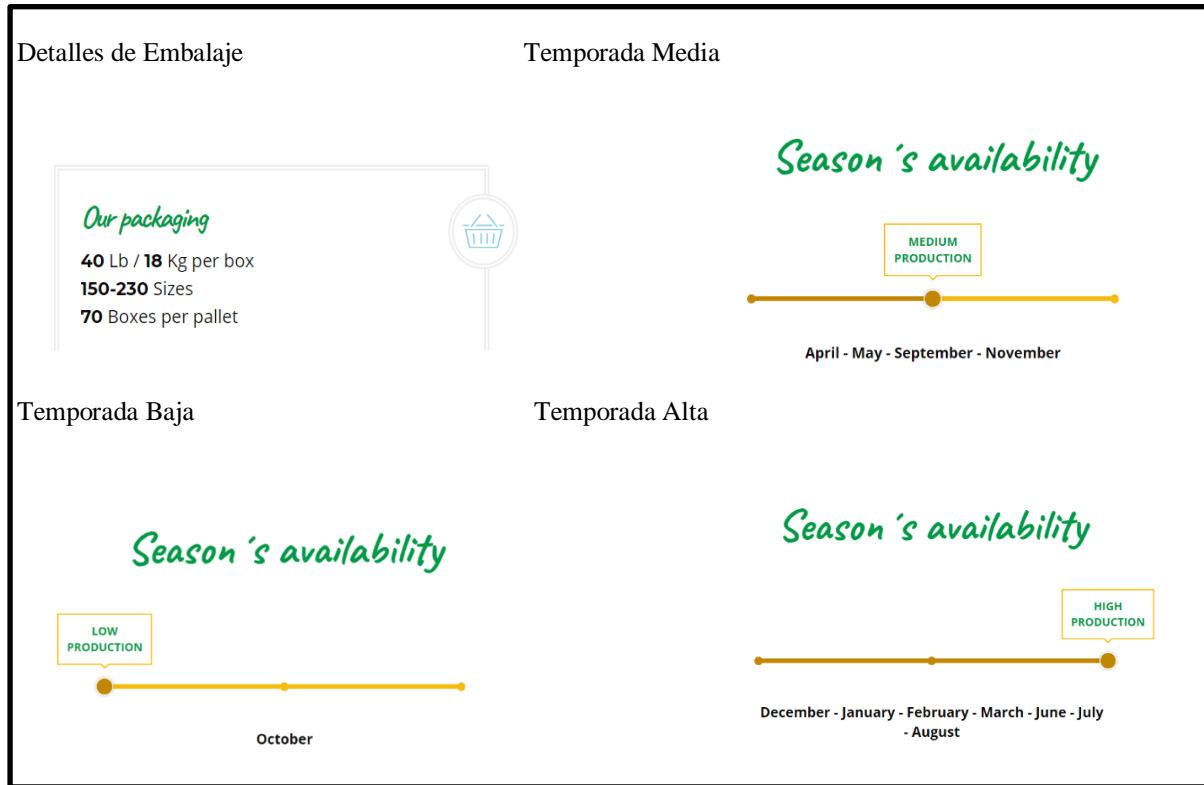 Detalles de Embalaje
Our packaging
40 Lb / 18 Kg per box
150-230 Sizes
70 Boxes per pallet
Temporada Media
Season´s availability
MEDIUM
PRODUCTION
April - May - September - November
Temporada Baja
Season´s availability
LOW
PRODUCTION
October
Temporada Alta
Season´s availability
HIGH
PRODUCTION
December - January - February - March - June - July
- August